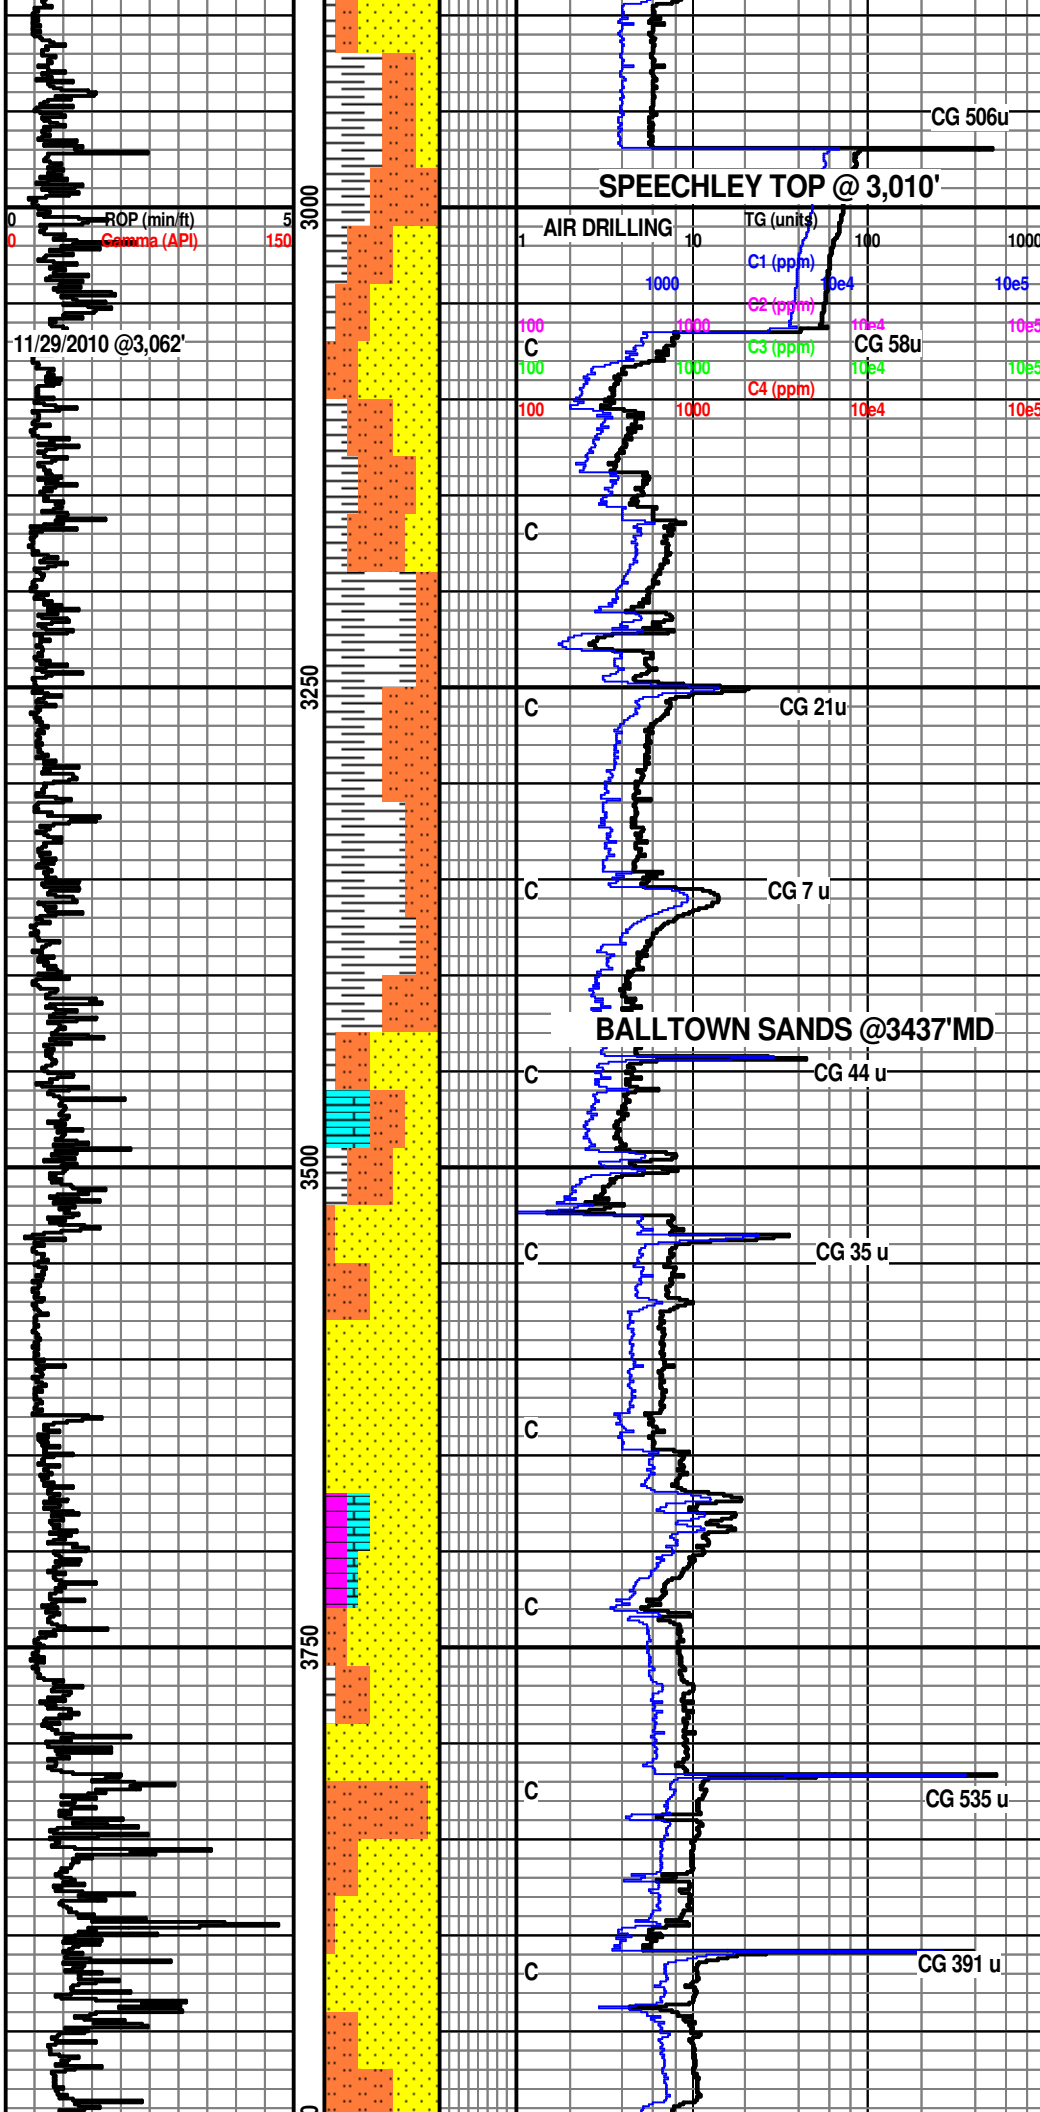 CG 506u
SPEECHLEY TOP @ 3,010'
3000
0 ROP (min/ft) 5
0 Gamma (API) 150
AIR DRILLING
TG (units)
1 10 100 1000
C1 (ppm)
1000 10e4 10e5
C2 (ppm)
100 1000 10e4 10e5
11/29/2010 @3,062'
C
CG 58u
C3 (ppm)
100 1000 10e4 10e5
C4 (ppm)
100 1000 10e4 10e5
C
3250
C
CG 21u
C
CG 7 u
BALLTOWN SANDS @3437'MD
C
CG 44 u
3500
C
CG 35 u
C
C
3750
C
CG 535 u
C
CG 391 u